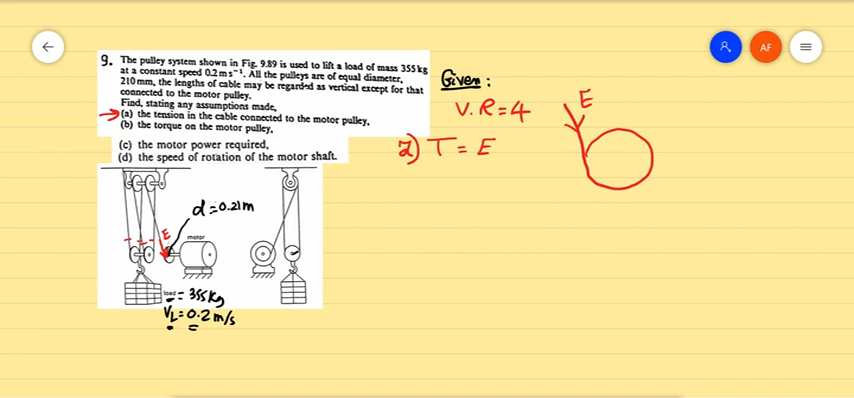 AF
9. The pulley system shown in Fig. 9.89 is used to lift a load of mass 355 kg
at a constant speed 0.2 m s⁻¹. All the pulleys are of equal diameter,
210 mm, the lengths of cable may be regarded as vertical except for that
connected to the motor pulley.
Find, stating any assumptions made,
(a) the tension in the cable connected to the motor pulley,
(b) the torque on the motor pulley,
(c) the motor power required,
(d) the speed of rotation of the motor shaft.
Given:
V.R=4
E
a) T = E
d=0.21m
E
motor
load = 355kg
VL=0.2m/s